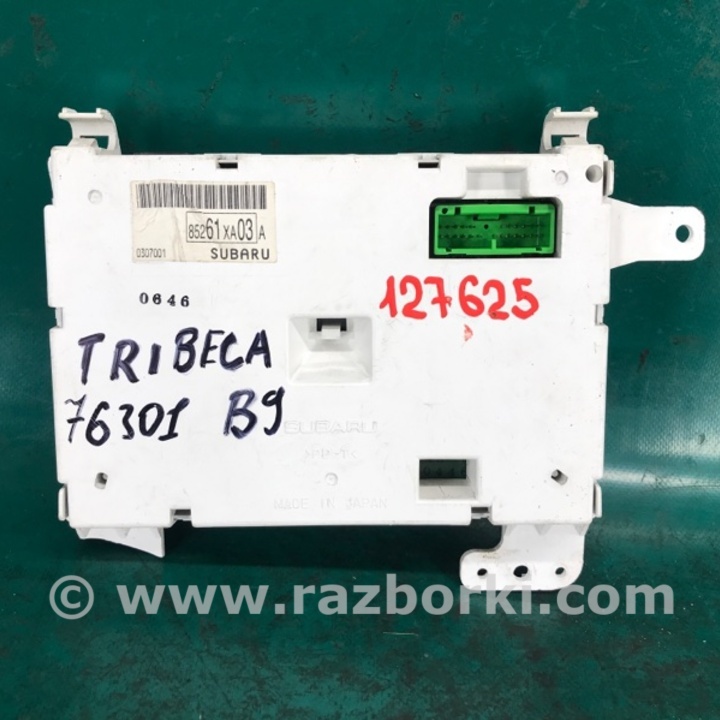 85261XA03A
0307001 SUBARU
0646
127625
TRIBECA
76301 B9
SUBARU
MADE IN JAPAN
© www.razborki.com